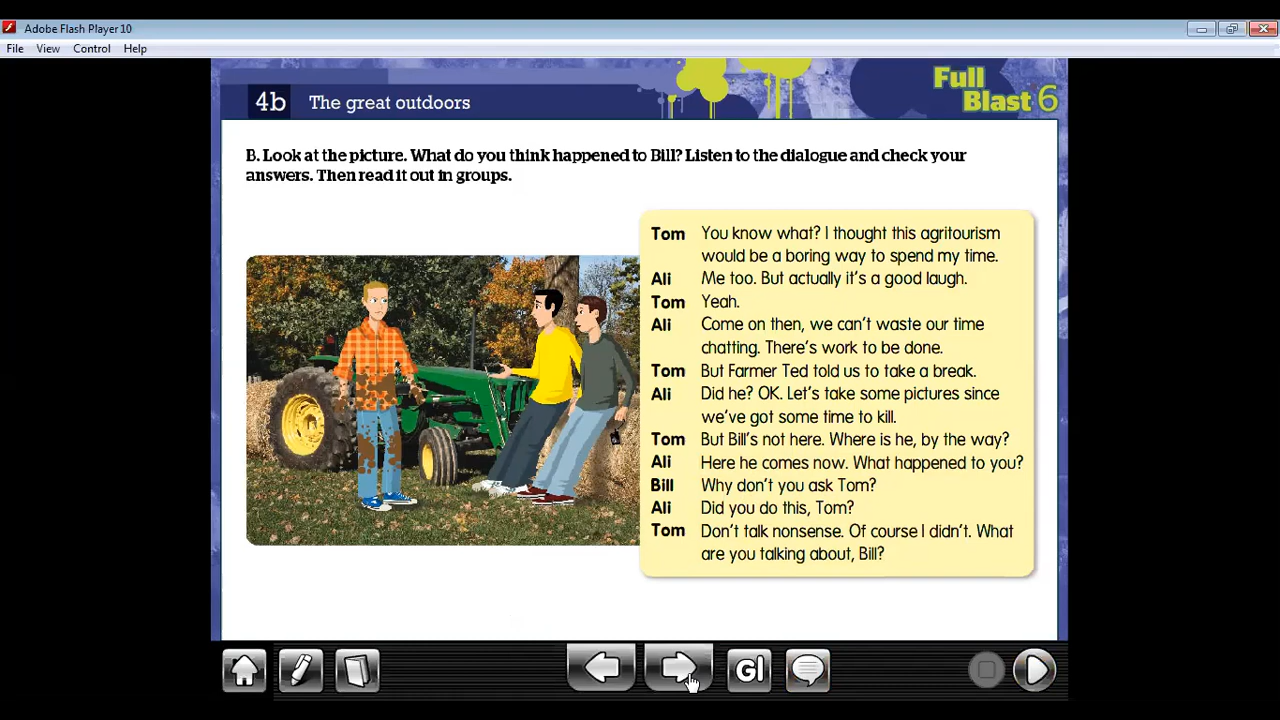 Adobe Flash Player 10
File View Control Help
4b The great outdoors
Full
Blast 6
B. Look at the picture. What do you think happened to Bill? Listen to the dialogue and check your
answers. Then read it out in groups.
Tom You know what? I thought this agritourism
would be a boring way to spend my time.
Ali Me too. But actually it's a good laugh.
Tom Yeah.
Ali Come on then, we can't waste our time
chatting. There's work to be done.
Tom But Farmer Ted told us to take a break.
Ali Did he? OK. Let's take some pictures since
we've got some time to kill.
Tom But Bill's not here. Where is he, by the way?
Ali Here he comes now. What happened to you?
Bill Why don't you ask Tom?
Ali Did you do this, Tom?
Tom Don't talk nonsense. Of course I didn't. What
are you talking about, Bill?
Gl